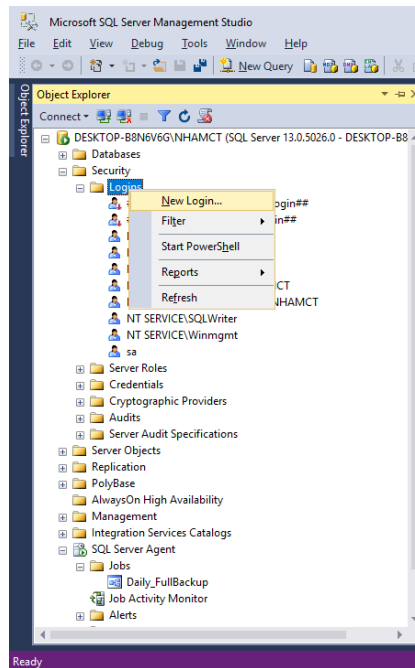 Microsoft SQL Server Management Studio
File Edit View Debug Tools Window Help
New Query
Object Explorer
Object Explorer
Connect
DESKTOP-B8N6V6G\NHAMCT (SQL Server 13.0.5026.0 - DESKTOP-B8
Databases
Security
Logins
New Login...
ogin##
Filter
in##
Start PowerShell
Reports
CT
HAMCT
Refresh
NT SERVICE\SQLWriter
NT SERVICE\Winmgmt
sa
Server Roles
Credentials
Cryptographic Providers
Audits
Server Audit Specifications
Server Objects
Replication
PolyBase
AlwaysOn High Availability
Management
Integration Services Catalogs
SQL Server Agent
Jobs
Daily_FullBackup
Job Activity Monitor
Alerts
Ready